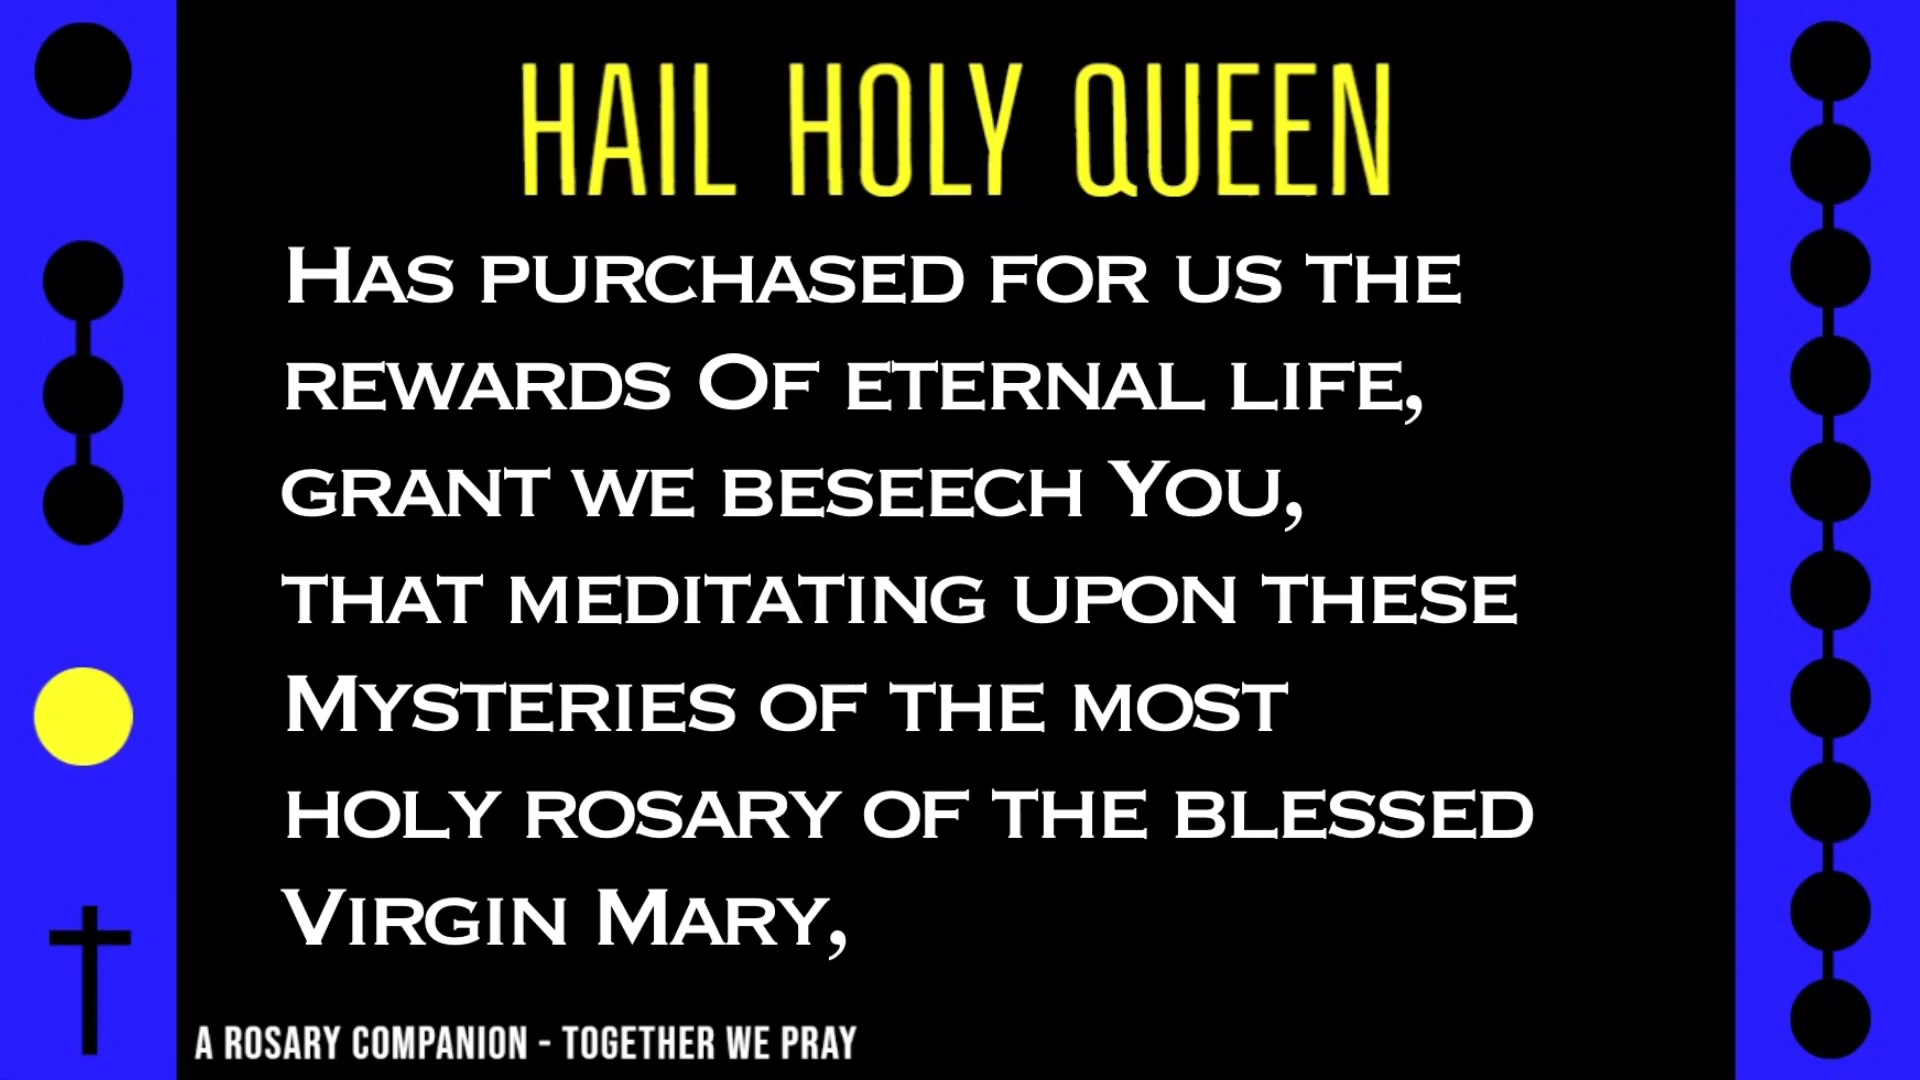 HAIL HOLY QUEEN
Has purchased for us the
rewards Of eternal life,
grant we beseech You,
that meditating upon these
Mysteries of the most
holy rosary of the blessed
Virgin Mary,
A ROSARY COMPANION - TOGETHER WE PRAY